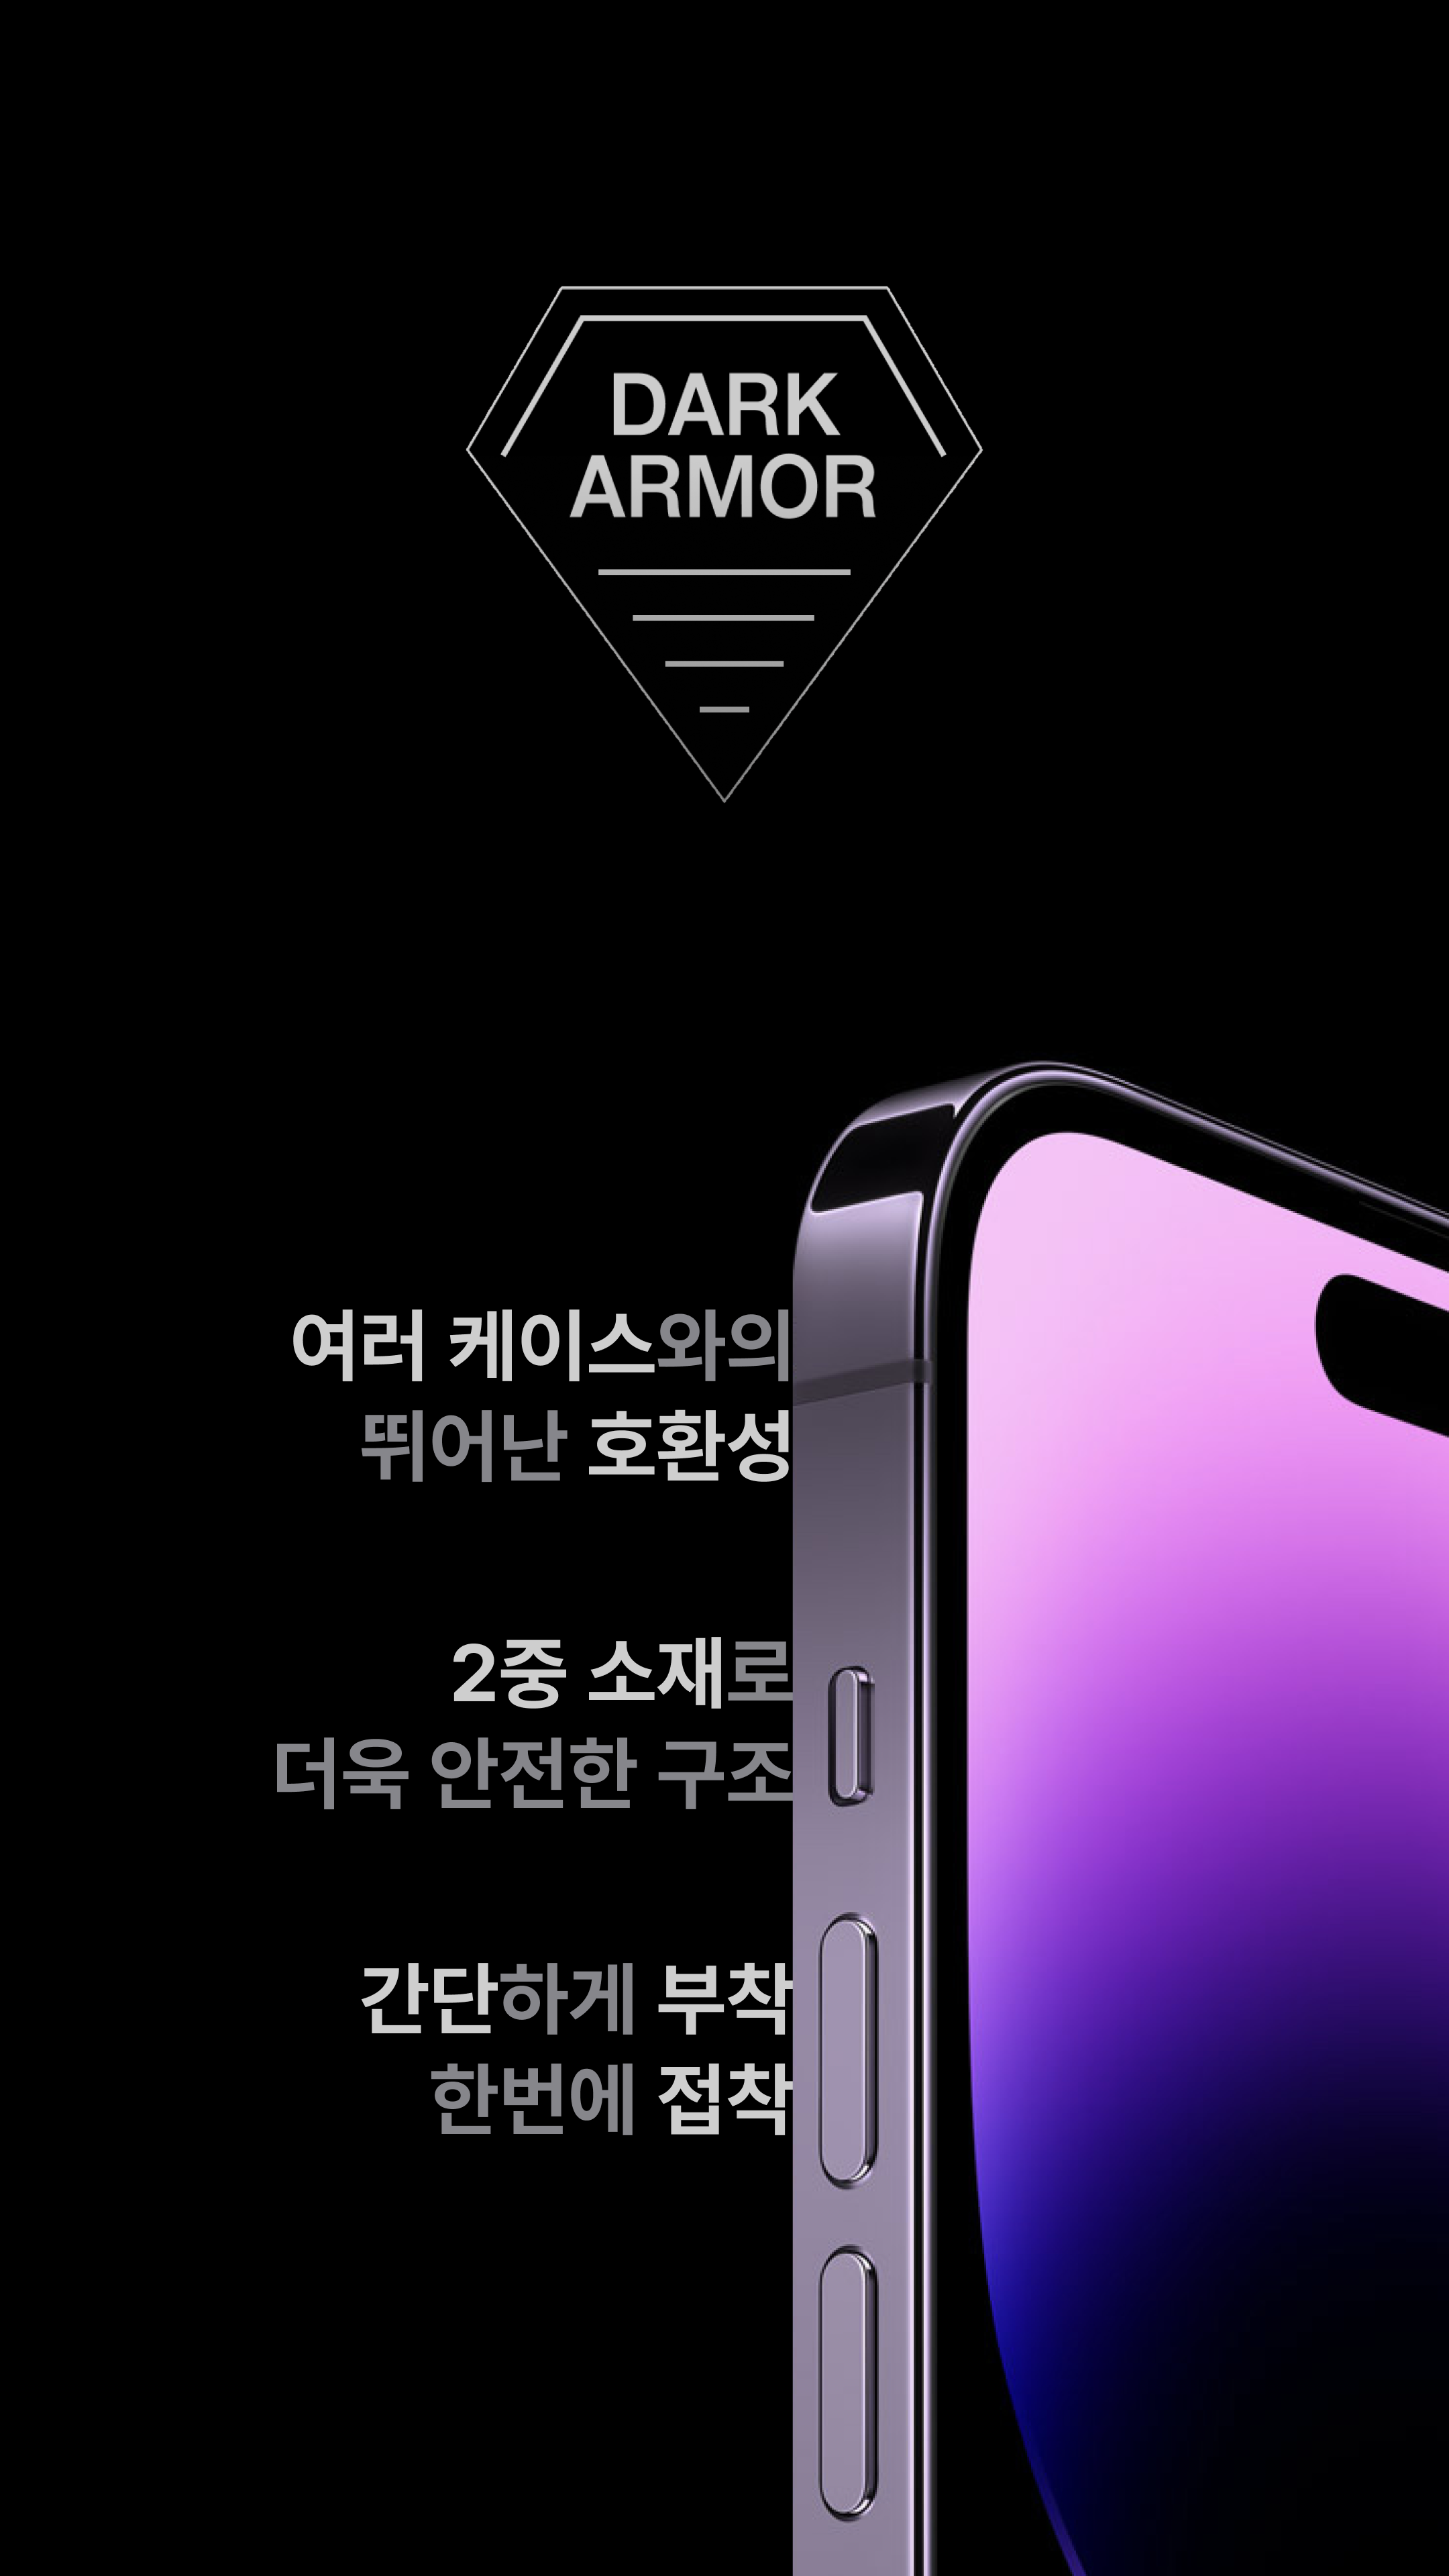 DARK
ARMOR
여러 케이스와의
뛰어난 호환성
2중 소재로
더욱 안전한 구조
간단하게 부착
한번에 접착